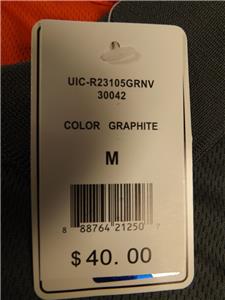 UIC-R23105GRNV
30042
COLOR GRAPHITE
M
8 88764 21250 7
$40.00